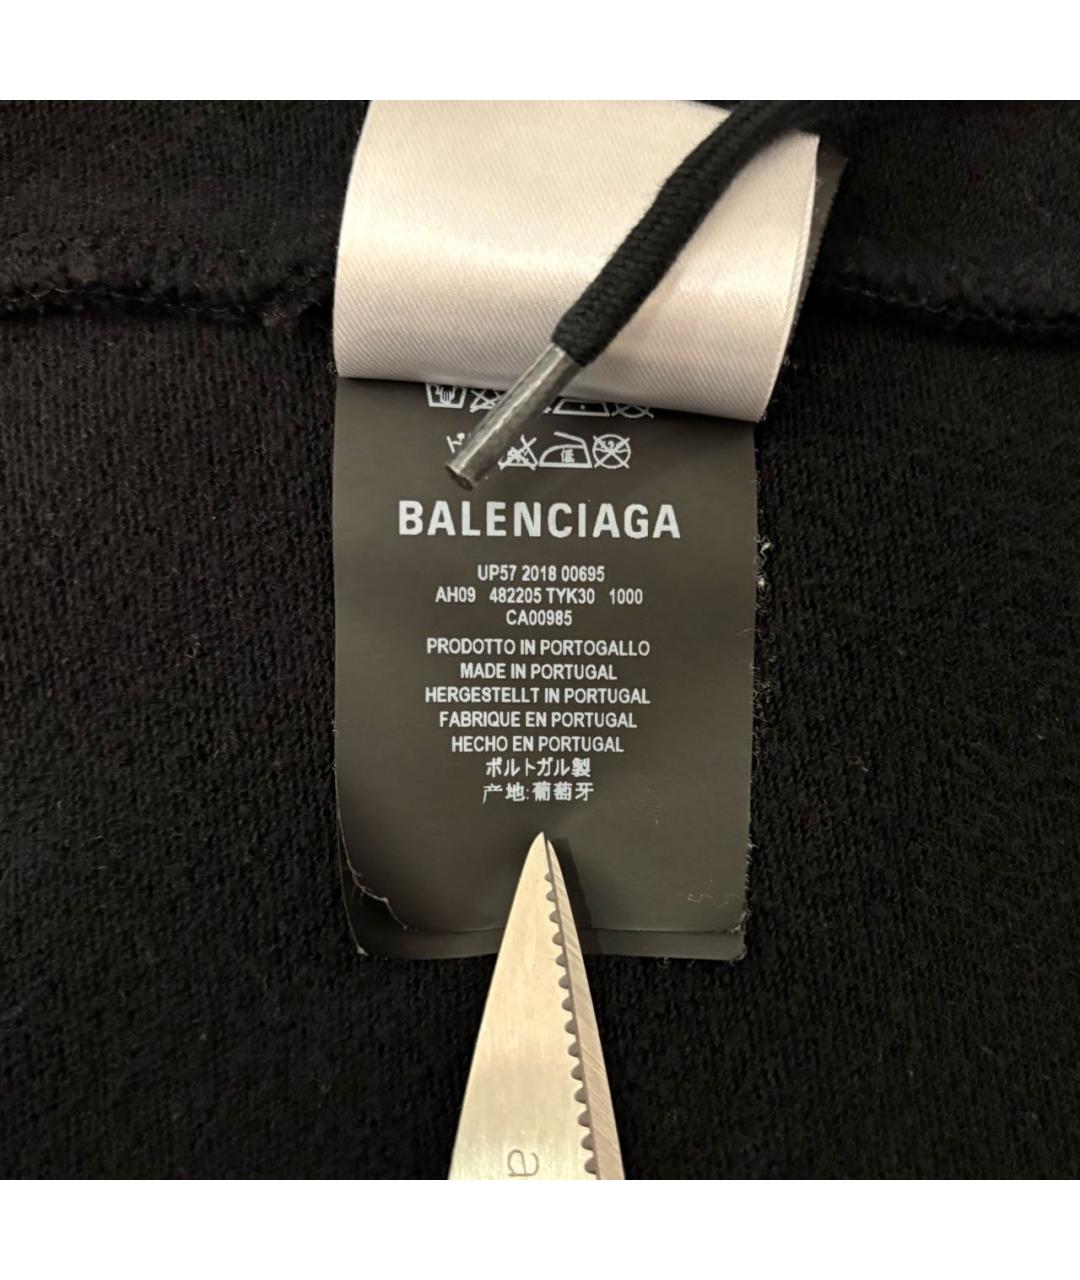 BALENCIAGA
UP57 2018 00695
AH09 482205 TYK30 1000
CA00985
PRODOTTO IN PORTOGALLO
MADE IN PORTUGAL
HERGESTELLT IN PORTUGAL
FABRIQUE EN PORTUGAL
HECHO EN PORTUGAL
ポルトガル製
产地:葡萄牙
a